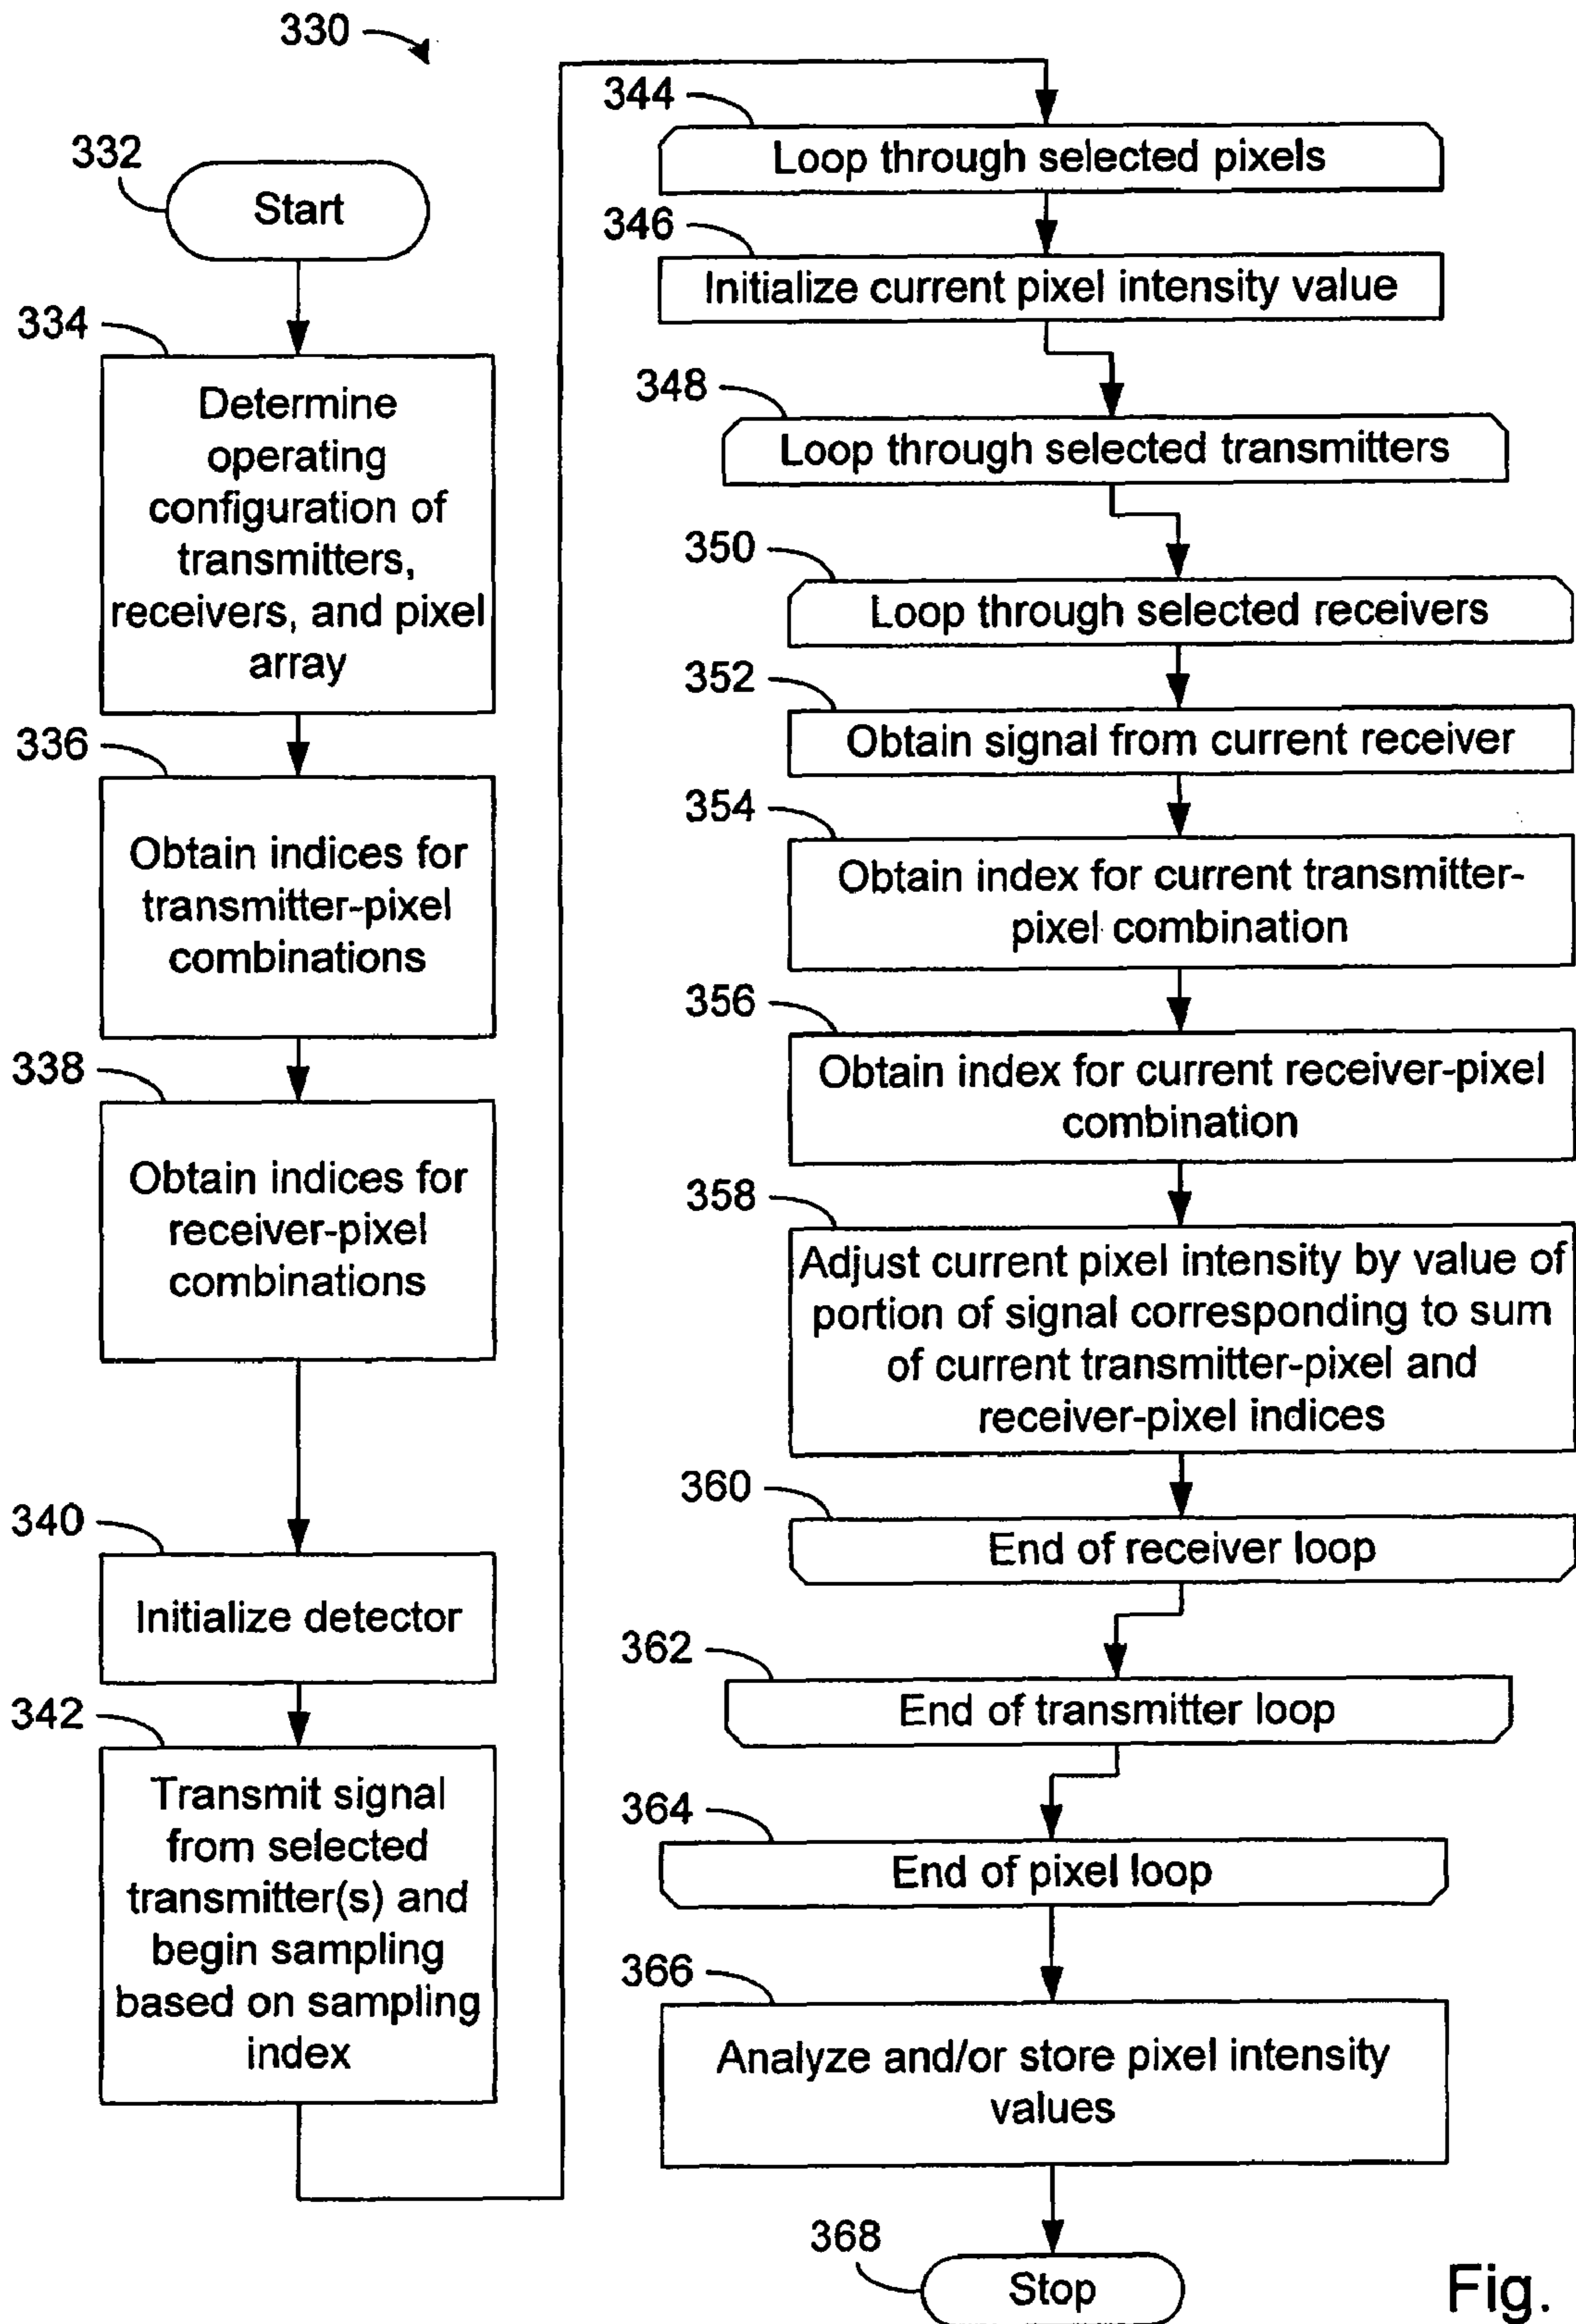 330
332
Start
334
Determine
operating
configuration of
transmitters,
receivers, and pixel
array
336
Obtain indices for
transmitter-pixel
combinations
338
Obtain indices for
receiver-pixel
combinations
340
Initialize detector
342
Transmit signal
from selected
transmitter(s) and
begin sampling
based on sampling
index
344
Loop through selected pixels
346
Initialize current pixel intensity value
348
Loop through selected transmitters
350
Loop through selected receivers
352
Obtain signal from current receiver
354
Obtain index for current transmitter-
pixel combination
356
Obtain index for current receiver-pixel
combination
358
Adjust current pixel intensity by value of
portion of signal corresponding to sum
of current transmitter-pixel and
receiver-pixel indices
360
End of receiver loop
362
End of transmitter loop
364
End of pixel loop
366
Analyze and/or store pixel intensity
values
368
Stop
Fig.